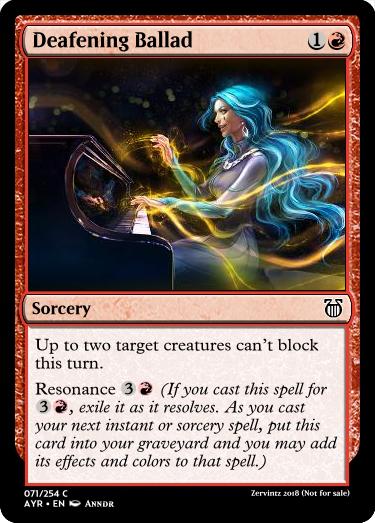 Deafening Ballad 1
Sorcery
Up to two target creatures can't block
this turn.
Resonance 3 (If you cast this spell for
3, exile it as it resolves. As you cast
your next instant or sorcery spell, put this
card into your graveyard and you may add
its effects and colors to that spell.)
071/254 C
AYR • EN Anndr
Zervintz 2018 (Not for sale)